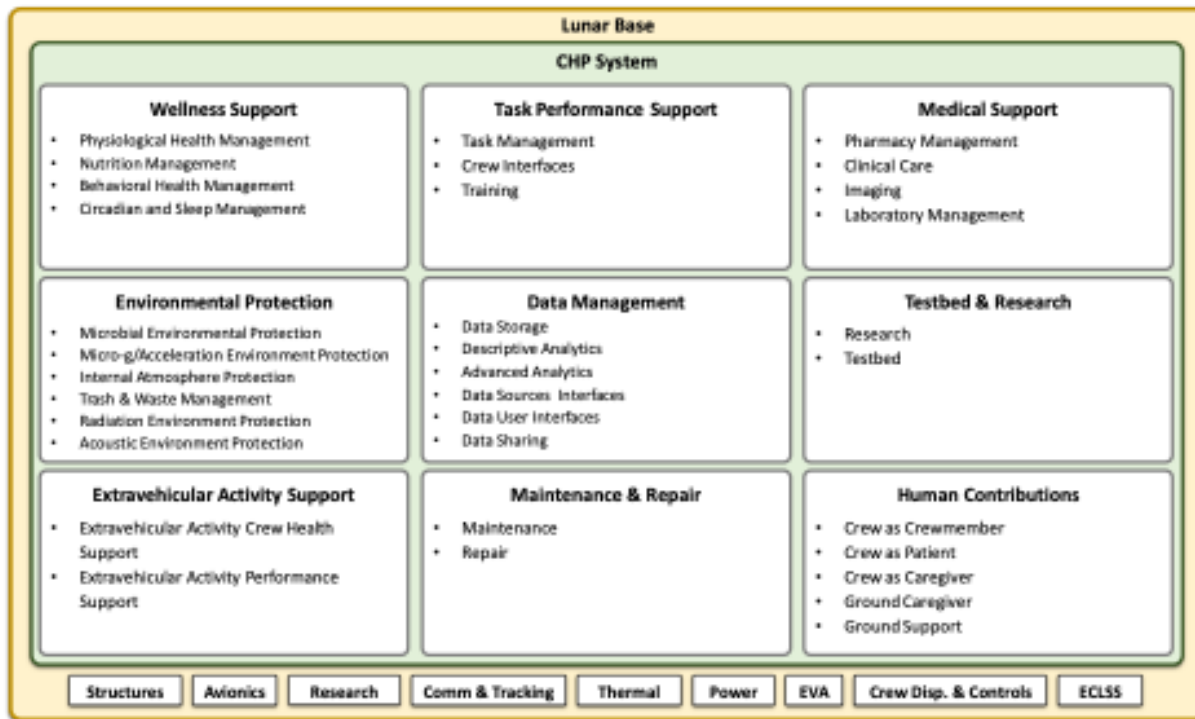 Lunar Base
CHP System
Wellness Support
• Physiological Health Management
• Nutrition Management
• Behavioral Health Management
• Circadian and Sleep Management
Task Performance Support
• Task Management
• Crew Interfaces
• Training
Medical Support
• Pharmacy Management
• Clinical Care
• Imaging
• Laboratory Management
Environmental Protection
• Microbial Environmental Protection
• Micro-g/Acceleration Environment Protection
• Internal Atmosphere Protection
• Trash & Waste Management
• Radiation Environment Protection
• Acoustic Environment Protection
Data Management
• Data Storage
• Descriptive Analytics
• Advanced Analytics
• Data Sources Interfaces
• Data User Interfaces
• Data Sharing
Testbed & Research
• Research
• Testbed
Extravehicular Activity Support
• Extravehicular Activity Crew Health
Support
• Extravehicular Activity Performance
Support
Maintenance & Repair
• Maintenance
• Repair
Human Contributions
• Crew as Crewmember
• Crew as Patient
• Crew as Caregiver
• Ground Caregiver
• Ground Support
Structures
Avionics
Research
Comm & Tracking
Thermal
Power
EVA
Crew Disp. & Controls
ECLSS